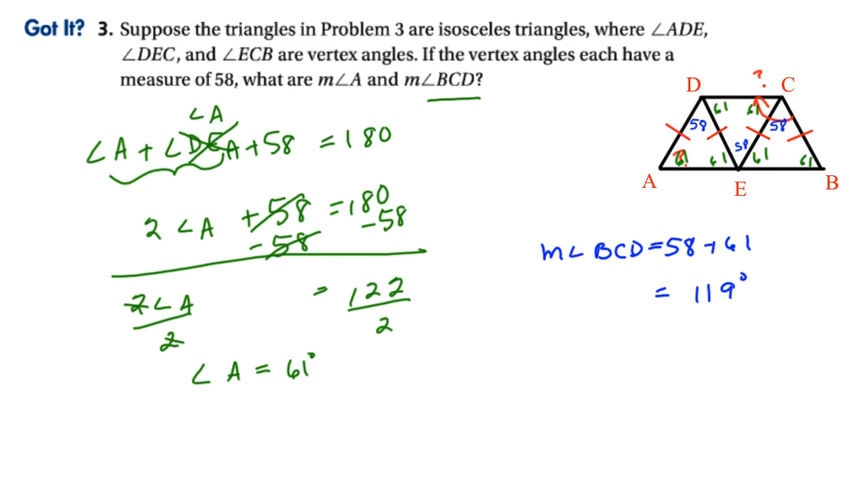 Got It? 3. Suppose the triangles in Problem 3 are isosceles triangles, where ∠ADE,
∠DEC, and ∠ECB are vertex angles. If the vertex angles each have a
measure of 58, what are m∠A and m∠BCD?
∠A
∠A + ∠DEA + 58 = 180
2 ∠A + 58 = 180
- 58 - 58
2∠A = 122
2 2
∠ A = 61°
?
D C
61 61
58 58
58
61 61 61 61
A E B
m∠ BCD = 58 + 61
= 119°